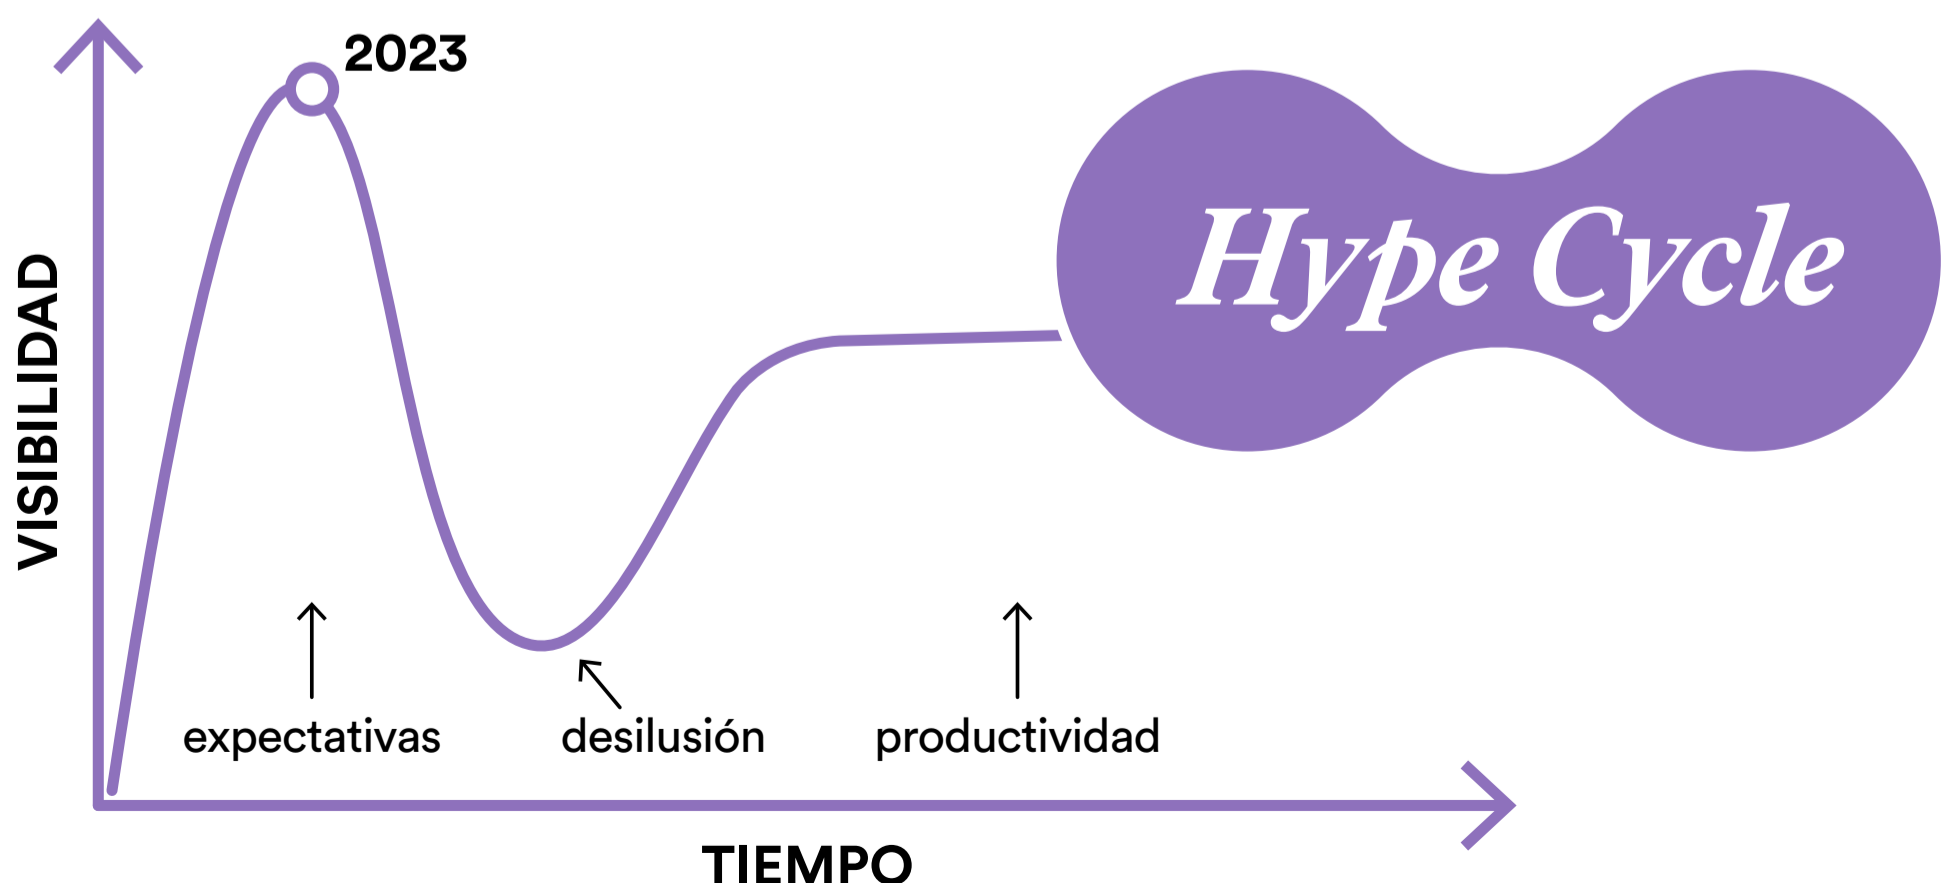 2023
Hype Cycle
VISIBILIDAD
expectativas
desilusión
productividad
TIEMPO